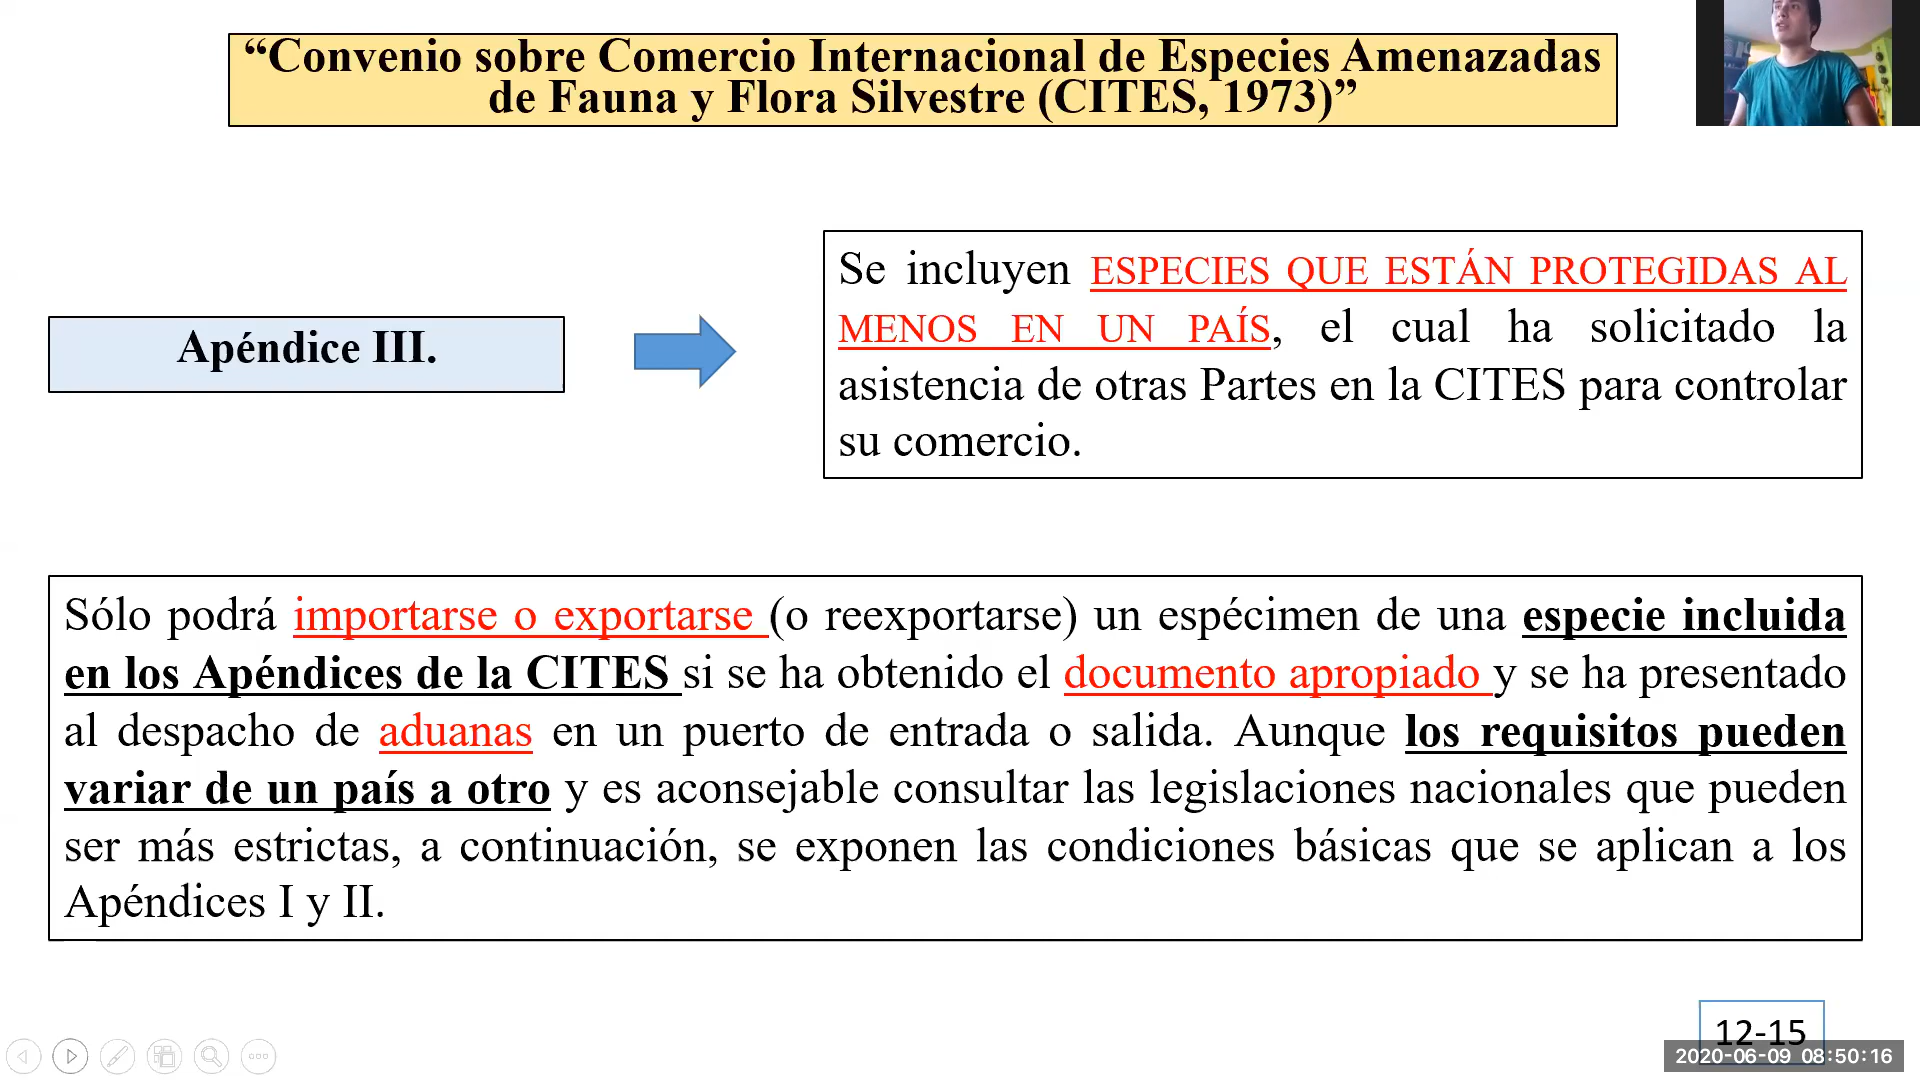 “Convenio sobre Comercio Internacional de Especies Amenazadas
de Fauna y Flora Silvestre (CITES, 1973)”
Apéndice III.
Se incluyen ESPECIES QUE ESTÁN PROTEGIDAS AL
MENOS EN UN PAÍS, el cual ha solicitado la
asistencia de otras Partes en la CITES para controlar
su comercio.
Sólo podrá importarse o exportarse (o reexportarse) un espécimen de una especie incluida
en los Apéndices de la CITES si se ha obtenido el documento apropiado y se ha presentado
al despacho de aduanas en un puerto de entrada o salida. Aunque los requisitos pueden
variar de un país a otro y es aconsejable consultar las legislaciones nacionales que pueden
ser más estrictas, a continuación, se exponen las condiciones básicas que se aplican a los
Apéndices I y II.
12-15
2020-06-09 08:50:16